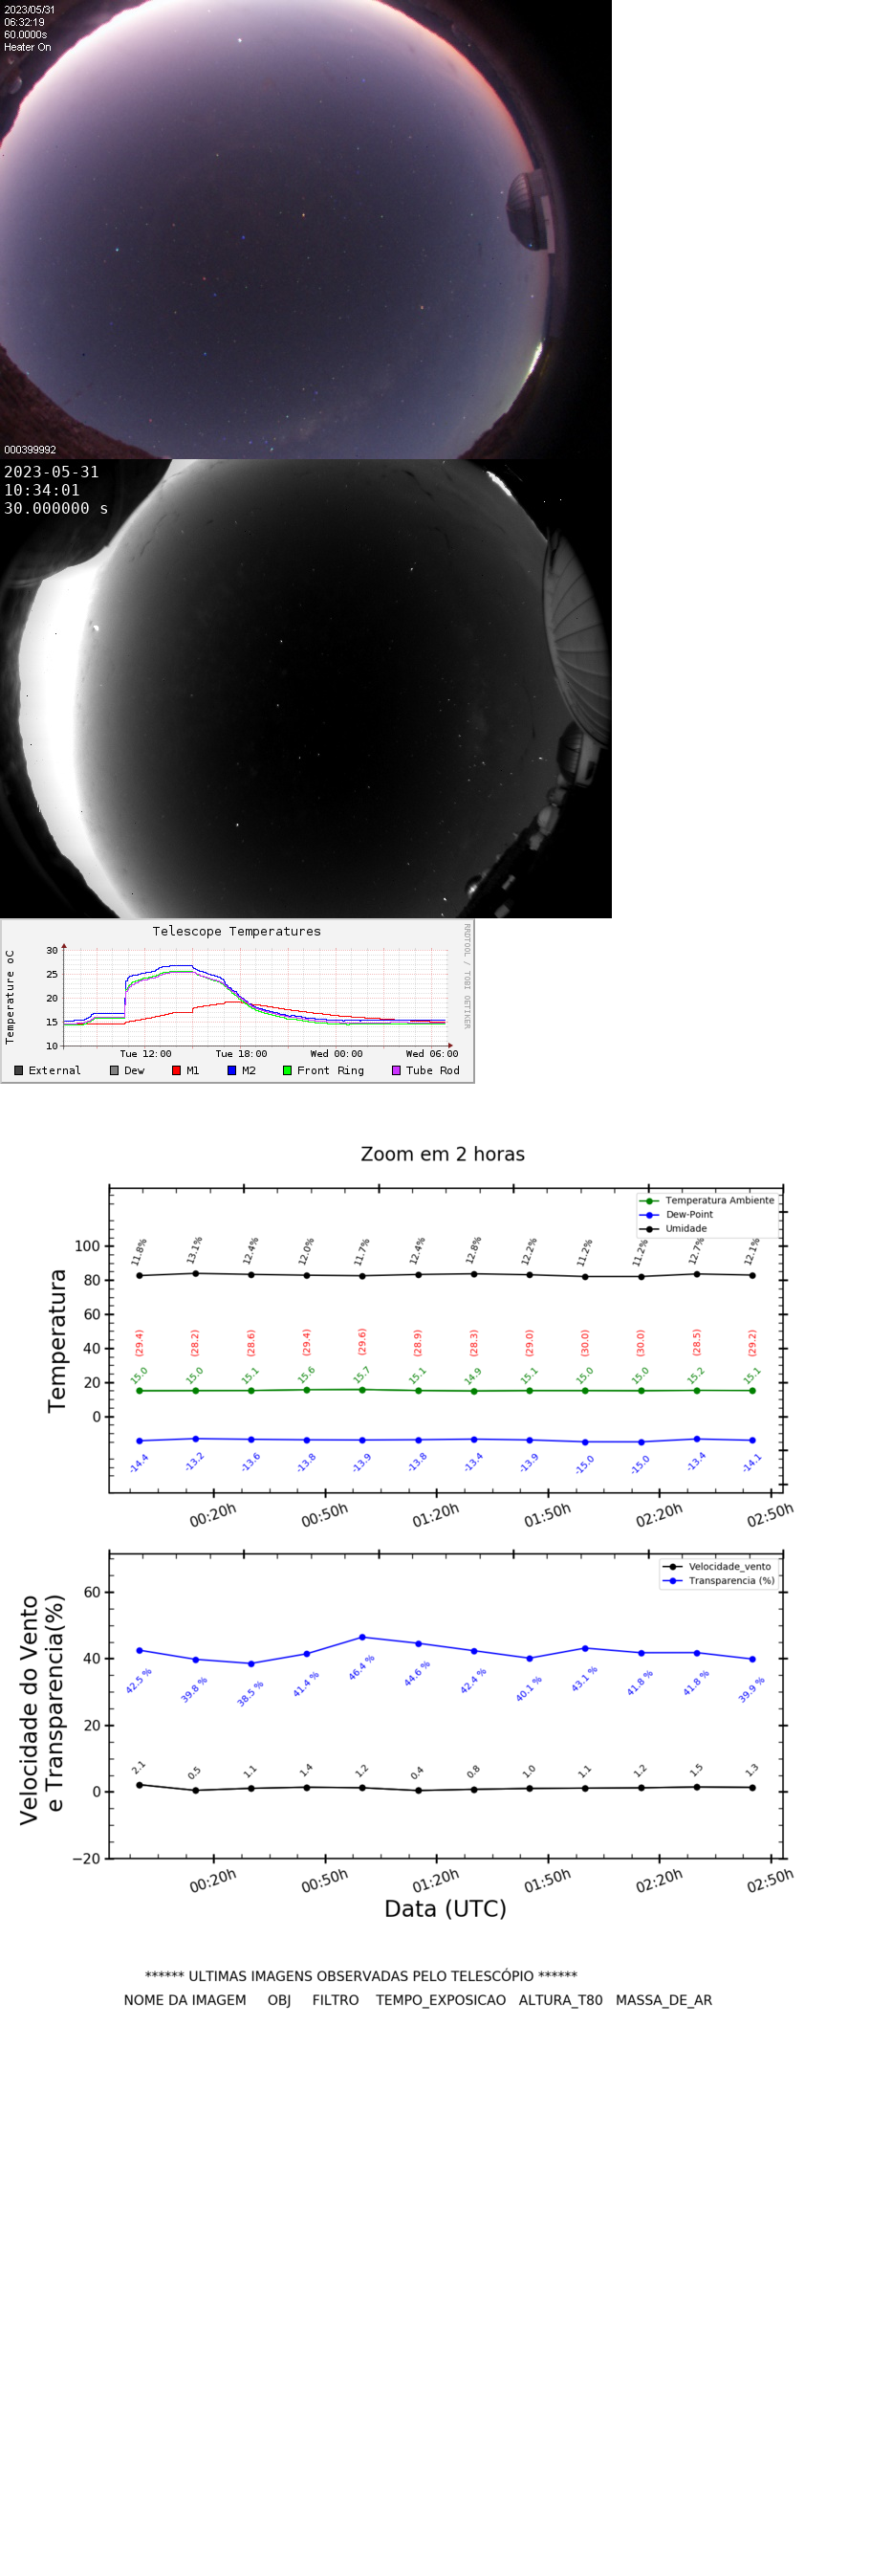 2023/05/31
06:32:19
60.0000s
Heater On
000399992
2023-05-31
10:34:01
30.000000 s
Telescope Temperatures
RRDTOOL / TOBI OETIKER
Temperature oC
30
25
20
15
10
Tue 12:00 Tue 18:00 Wed 00:00 Wed 06:00
External Dew M1 M2 Front Ring Tube Rod
Zoom em 2 horas
Temperatura Ambiente
Dew-Point
Umidade
Temperatura
100
80
60
40
20
0
11.8% 13.1% 12.4% 12.0% 11.7% 12.4% 12.8% 12.2% 11.2% 11.2% 12.7% 12.1%
(29.4) (28.2) (28.6) (29.4) (29.6) (28.9) (28.3) (29.0) (30.0) (30.0) (28.5) (29.2)
15.0 15.0 15.1 15.6 15.7 15.1 14.9 15.1 15.0 15.0 15.2 15.1
-14.4 -13.2 -13.6 -13.8 -13.9 -13.8 -13.4 -13.9 -15.0 -15.0 -13.4 -14.1
00:20h 00:50h 01:20h 01:50h 02:20h 02:50h
Velocidade_vento
Transparencia (%)
Velocidade do Vento
e Transparencia(%)
60
40
20
0
−20
42.5 % 39.8 % 38.5 % 41.4 % 46.4 % 44.6 % 42.4 % 40.1 % 43.1 % 41.8 % 41.8 % 39.9 %
2.1 0.5 1.1 1.4 1.2 0.4 0.8 1.0 1.1 1.2 1.5 1.3
00:20h 00:50h 01:20h 01:50h 02:20h 02:50h
Data (UTC)
****** ULTIMAS IMAGENS OBSERVADAS PELO TELESCÓPIO ******
NOME DA IMAGEM OBJ FILTRO TEMPO_EXPOSICAO ALTURA_T80 MASSA_DE_AR